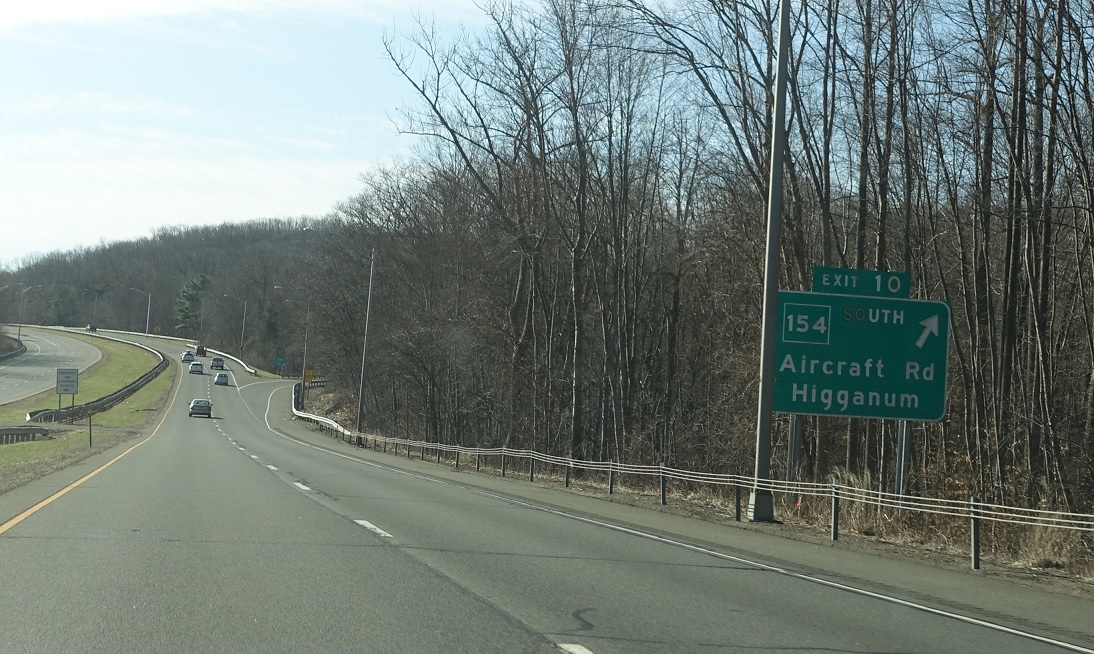 EXIT 10
154 SOUTH
Aircraft Rd
Higganum